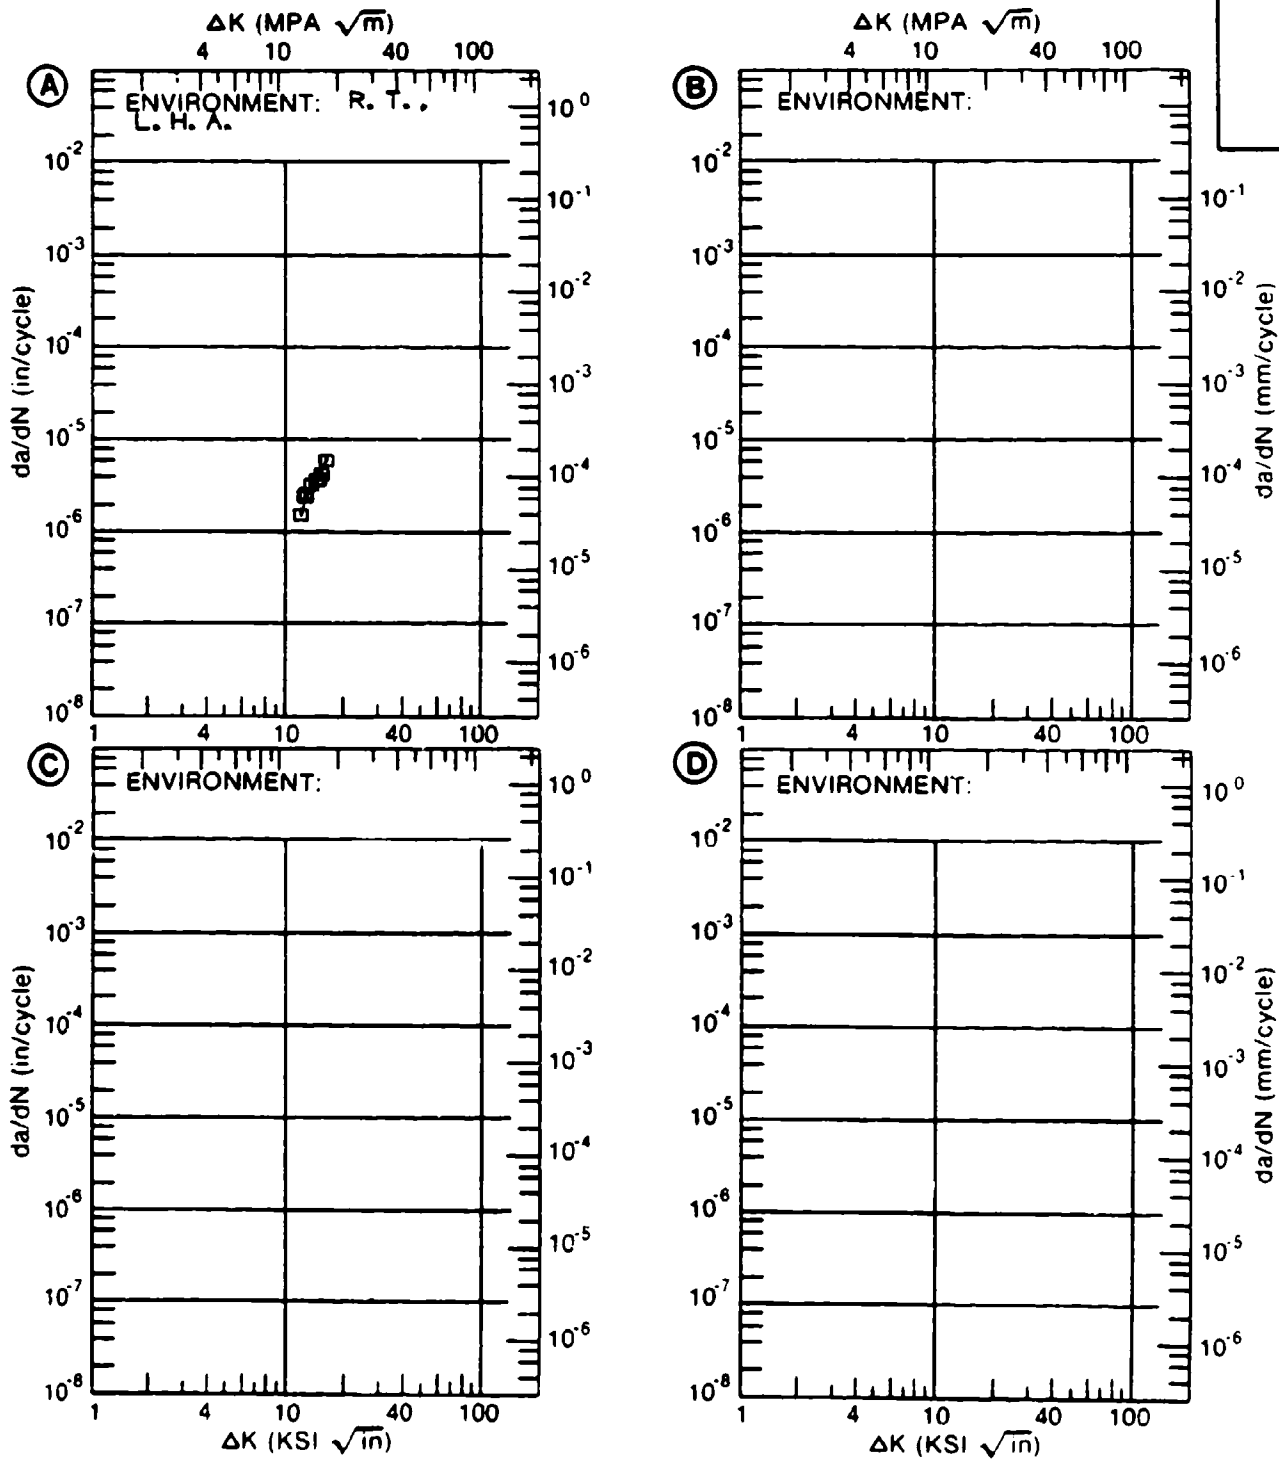 ΔK (MPA √m) ΔK (MPA √m)
4 10 40 100 4 10 40 100
A B
ENVIRONMENT: R. T., ENVIRONMENT:
L. H. A.
10⁰
10⁻² 10⁻¹ 10⁻² 10⁻¹
10⁻³ 10⁻² 10⁻³ 10⁻²
10⁻⁴ 10⁻³ 10⁻⁴ 10⁻³
10⁻⁵ 10⁻⁴ 10⁻⁵ 10⁻⁴
10⁻⁶ 10⁻⁵ 10⁻⁶ 10⁻⁵
10⁻⁷ 10⁻⁶ 10⁻⁷ 10⁻⁶
10⁻⁸ 10⁻⁸
da/dN (in/cycle) da/dN (mm/cycle)
1 4 10 40 100 1 4 10 40 100
C D
ENVIRONMENT: ENVIRONMENT:
10⁰ 10⁰
10⁻² 10⁻¹ 10⁻² 10⁻¹
10⁻³ 10⁻² 10⁻³ 10⁻²
10⁻⁴ 10⁻³ 10⁻⁴ 10⁻³
10⁻⁵ 10⁻⁴ 10⁻⁵ 10⁻⁴
10⁻⁶ 10⁻⁵ 10⁻⁶ 10⁻⁵
10⁻⁷ 10⁻⁶ 10⁻⁷ 10⁻⁶
10⁻⁸ 10⁻⁸
da/dN (in/cycle) da/dN (mm/cycle)
1 4 10 40 100 1 4 10 40 100
ΔK (KSI √in) ΔK (KSI √in)